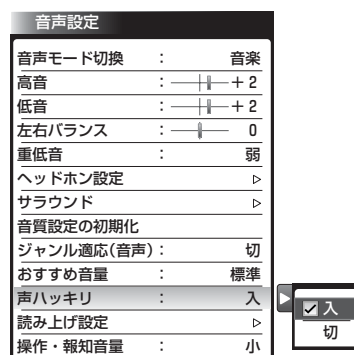 音声設定
音声モード切換 : 音楽
高音 : +2
低音 : +2
左右バランス : 0
重低音 : 弱
ヘッドホン設定
サラウンド
音質設定の初期化
ジャンル適応(音声) : 切
おすすめ音量 : 標準
声ハッキリ : 入
読み上げ設定
操作・報知音量 : 小
入
切